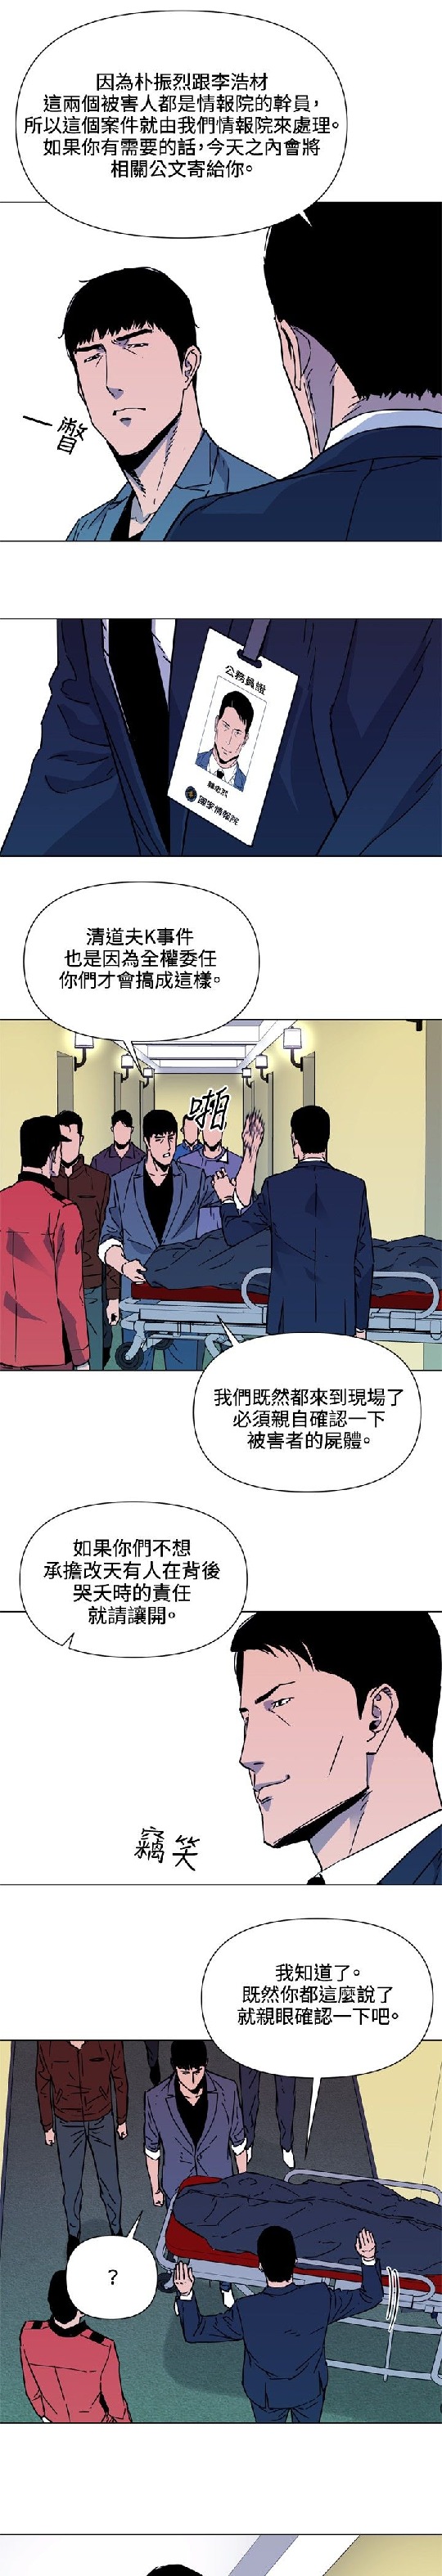 因為朴振烈跟李浩材
這兩個被害人都是情報院的幹員，
所以這個案件就由我們情報院來處理。
如果你有需要的話，今天之內會將
相關公文寄給你。
瞥
公務員證
國家情報院
清道夫K事件
也是因為全權委任
你們才會搞成這樣。
啪
我們既然都來到現場了
必須親自確認一下
被害者的屍體。
如果你們不想
承擔改天有人在背後
哭夭時的責任
就請讓開。
竊笑
我知道了。
既然你都這麼說了
就親眼確認一下吧。
？